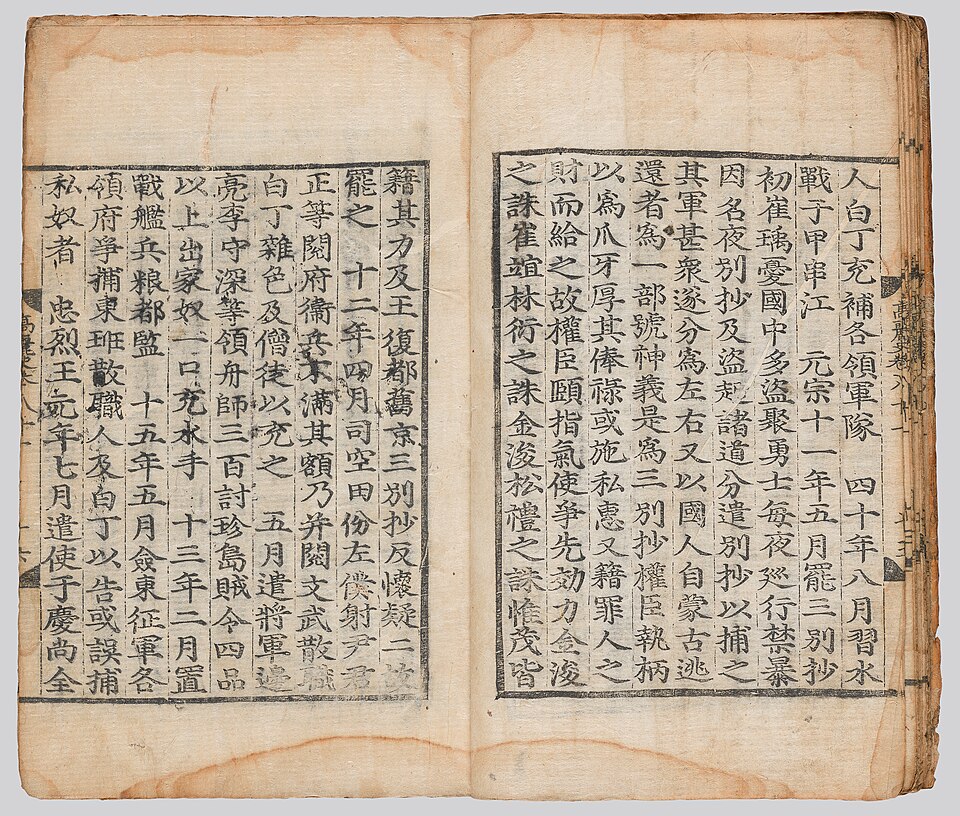 人白丁充補各領軍隊　四十年八月習水
戰于甲串江　元宗十一年五月罷三別抄
初崔瑀憂國中多盜聚勇士每夜巡行禁暴
因名夜別抄及盜起諸道分遣別抄以捕之
其軍甚衆遂分爲左右又以國人自蒙古逃
還者爲一部號神義是爲三別抄權臣執柄
以爲爪牙厚其俸祿或施私惠又籍罪人之
財而給之故權臣頤指氣使爭先効力金浚
之誅崔竩林衍之誅金浚松禮之誅惟茂皆
籍其力及王復都舊京三別抄反懷疑二故
罷之　十二年四月司空田份左僕射尹君
正等閱府衛兵不滿其額乃并閱文武散職
白丁雜色及僧徒以充之　五月遣將軍邊
亮李守深等領舟師三百討珍島賊令四品
以上出家奴一口充水手　十三年二月置
戰艦兵粮都監　十五年五月僉東征軍各
領府爭捕東班散職人及白丁以告或誤捕
私奴者　忠烈王元年七月遣使于慶尚全